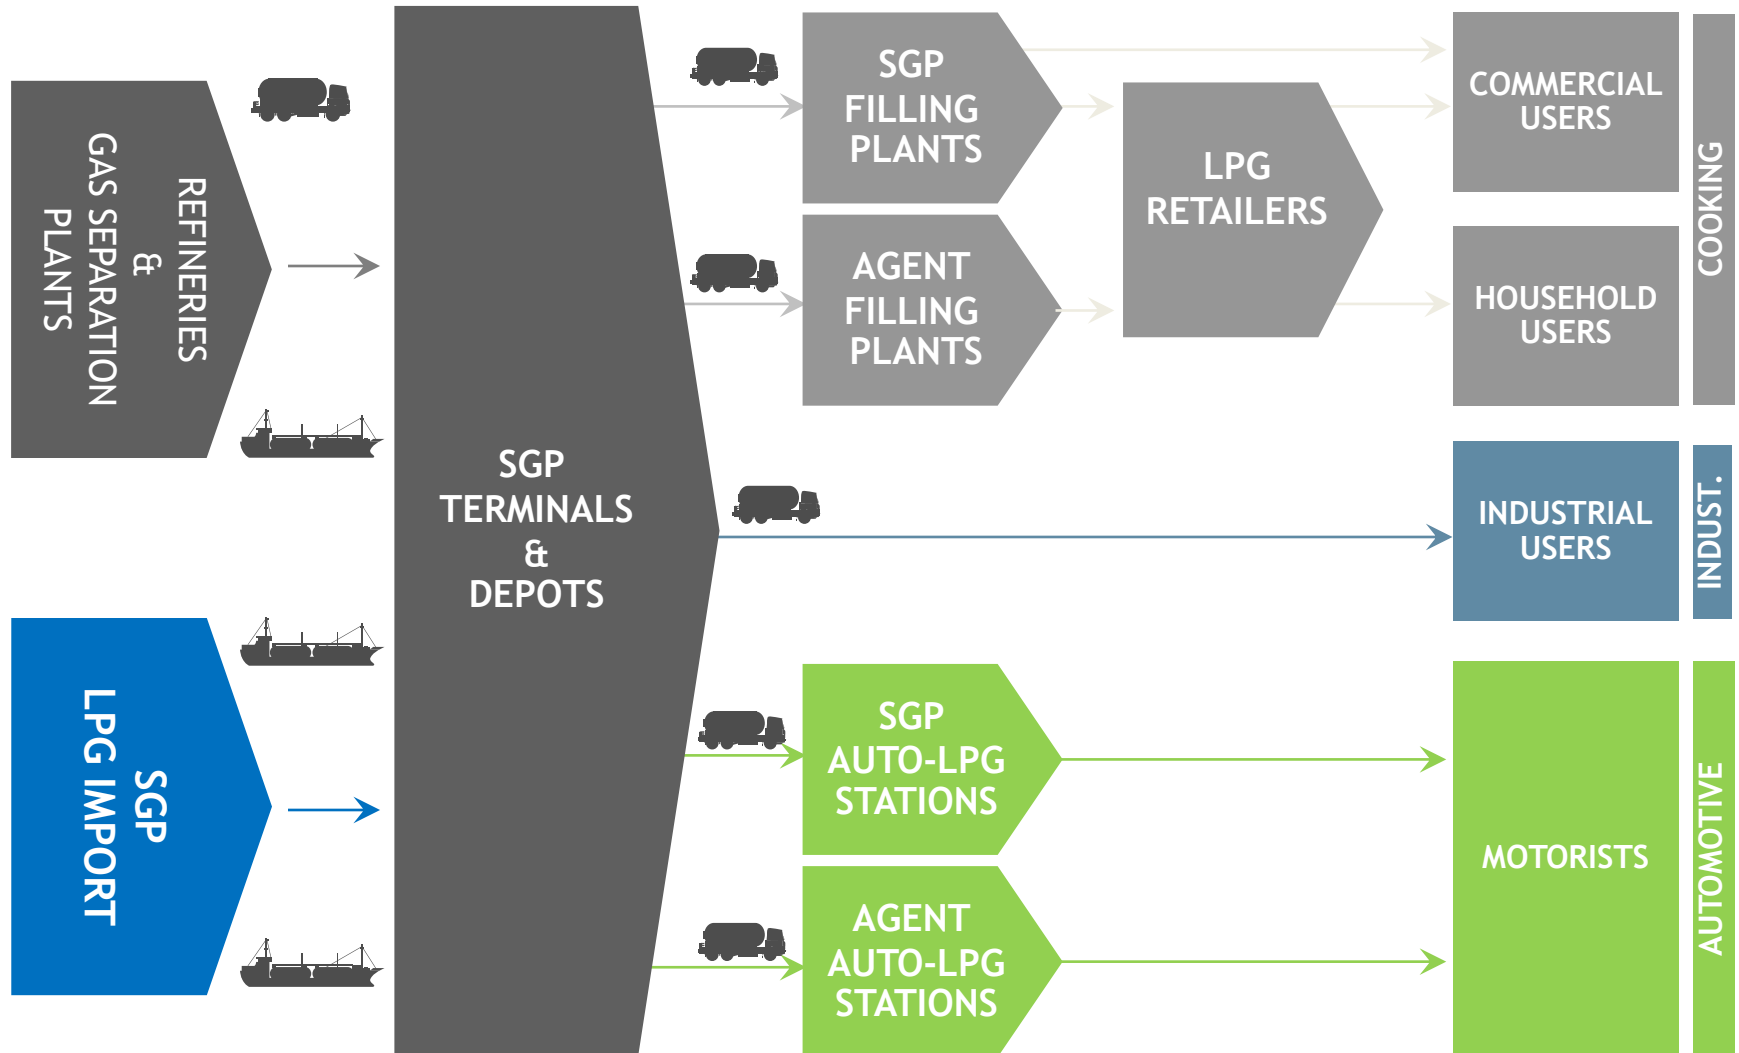 REFINERIES
&
GAS SEPARATION
PLANTS
SGP
LPG IMPORT
SGP
TERMINALS
&
DEPOTS
SGP
FILLING
PLANTS
AGENT
FILLING
PLANTS
LPG
RETAILERS
COMMERCIAL
USERS
HOUSEHOLD
USERS
COOKING
INDUSTRIAL
USERS
INDUST.
SGP
AUTO-LPG
STATIONS
AGENT
AUTO-LPG
STATIONS
MOTORISTS
AUTOMOTIVE